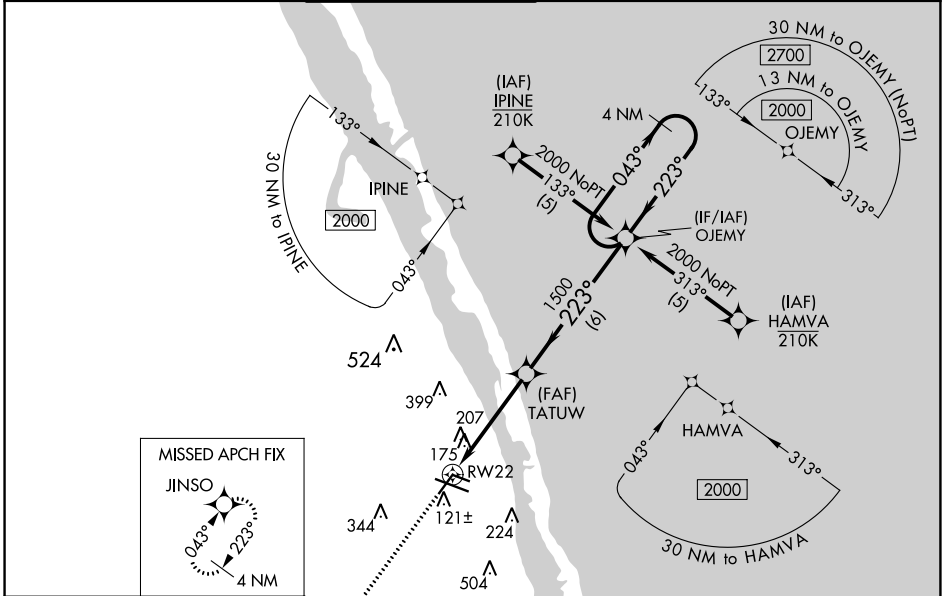 30 NM to OJEMY (NoPT)
2700
13 NM to OJEMY
2000
OJEMY
133°
313°
(IAF)
IPINE
210K
4 NM
043°
223°
2000 NoPT
133°
(5)
(IF/IAF)
OJEMY
2000 NoPT
313°
(5)
(IAF)
HAMVA
210K
133°
IPINE
2000
30 NM to IPINE
043°
1500
223°
(6)
(FAF)
TATUW
524
399
207
175
RW22
344
121±
224
504
HAMVA
043°
313°
2000
30 NM to HAMVA
MISSED APCH FIX
JINSO
043°
223°
4 NM